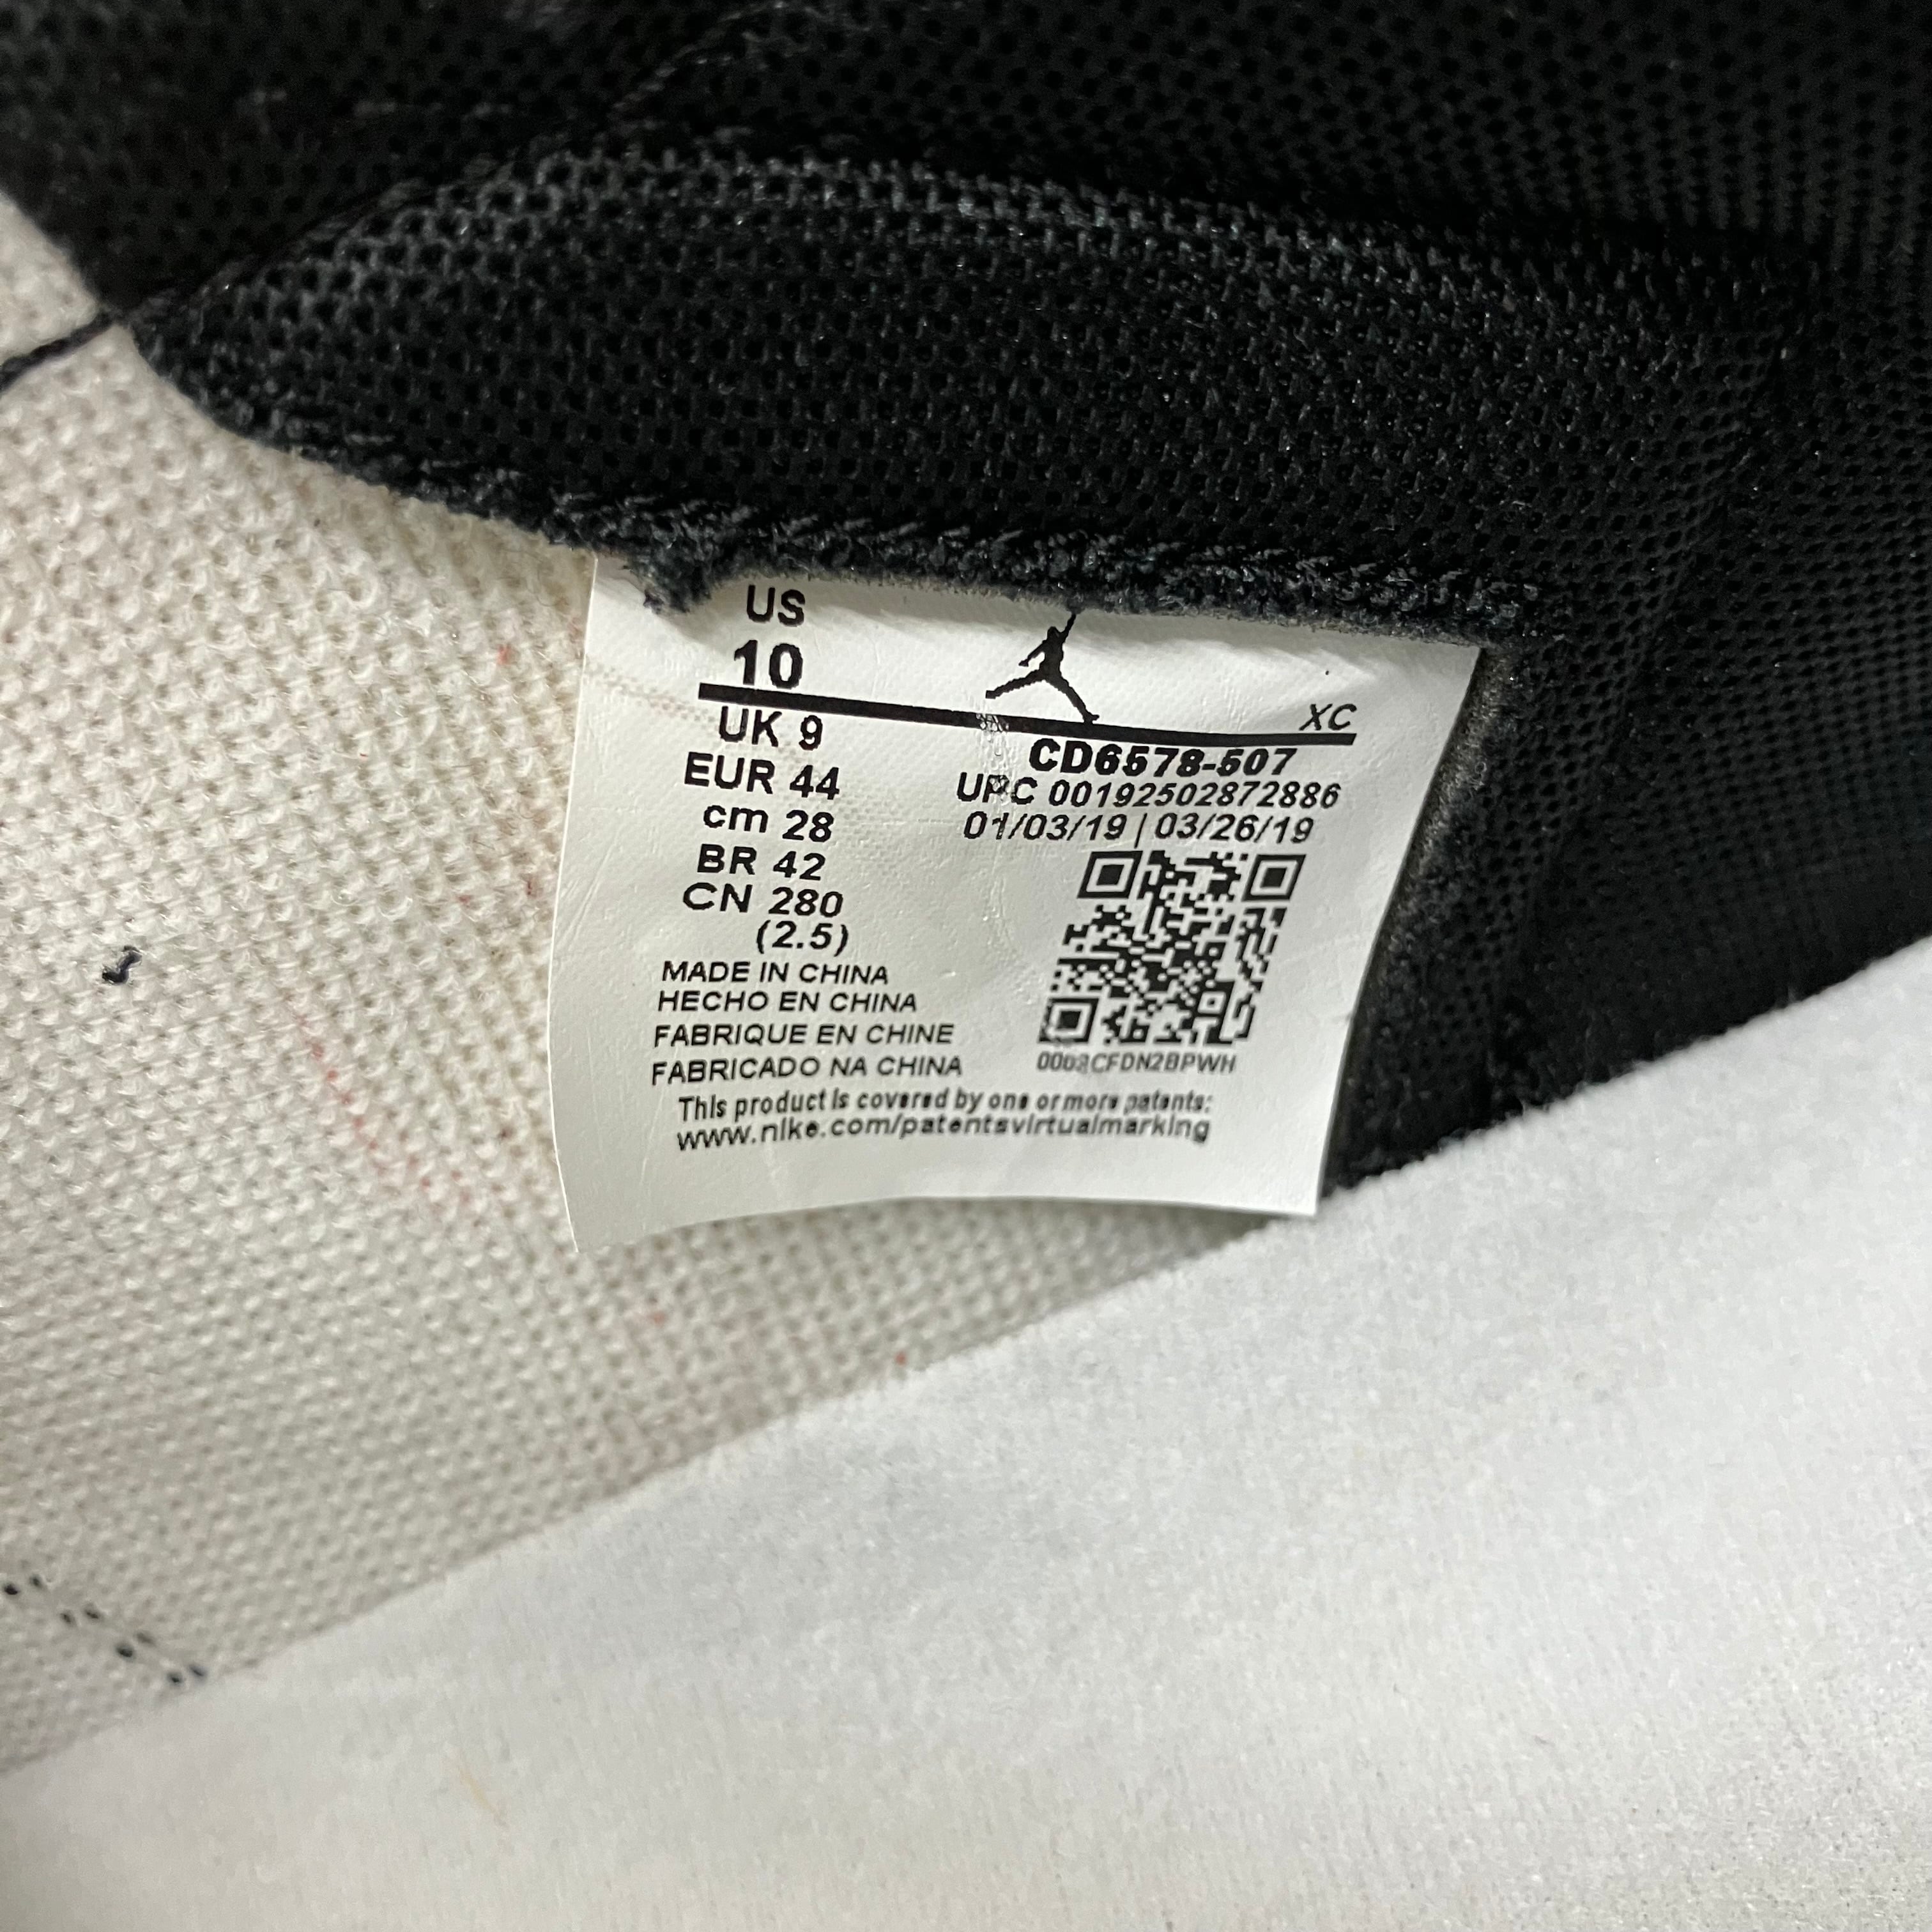 US
10
UK 9
EUR 44
cm 28
BR 42
CN 280
(2.5)
MADE IN CHINA
HECHO EN CHINA
FABRIQUE EN CHINE
FABRICADO NA CHINA
XC
CD6578-507
UPC 00192502872886
01/03/19 | 03/26/19
This product is covered by one or more patents:
www.nike.com/patentsvirtualmarking